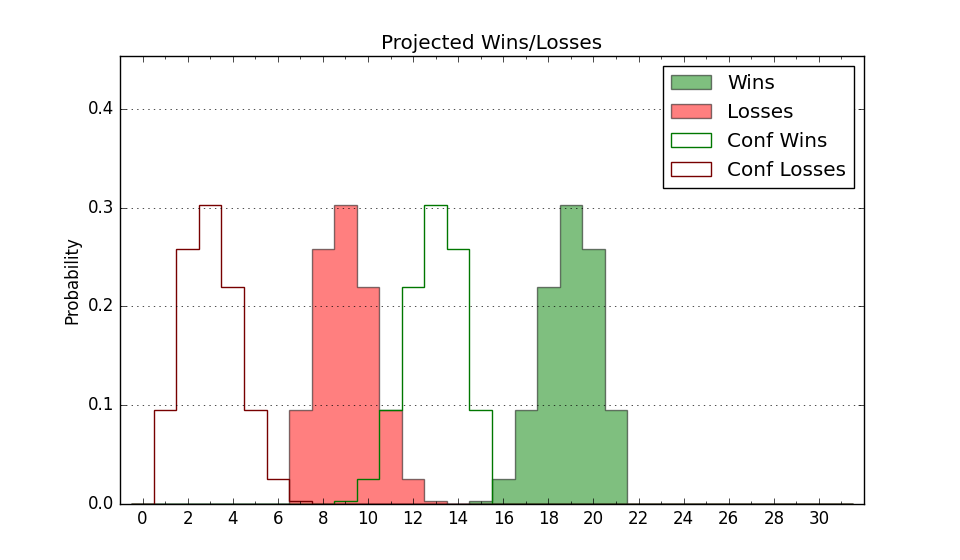 Projected Wins/Losses
Wins
Losses
Conf Wins
Conf Losses
Probability
0.4
0.3
0.2
0.1
0.0
0 2 4 6 8 10 12 14 16 18 20 22 24 26 28 30